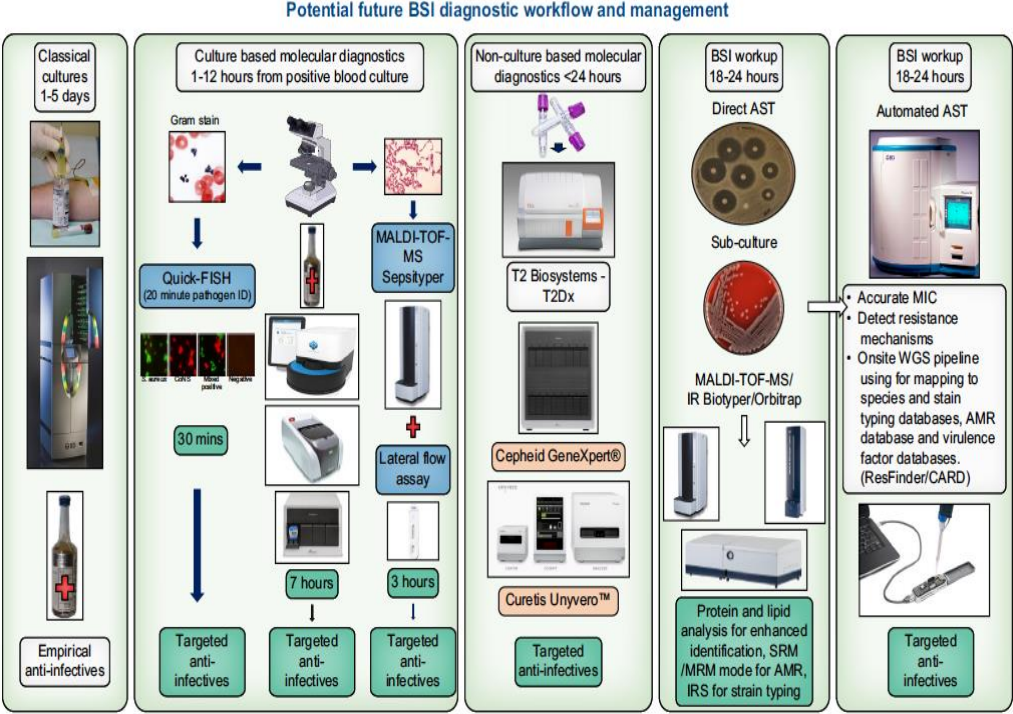 Potential future BSI diagnostic workflow and management
Classical
cultures
1-5 days
Empirical
anti-infectives
Culture based molecular diagnostics
1-12 hours from positive blood culture
Gram stain
Quick-FISH
(20 minute pathogen ID)
S. aureus CoNS Mixed positive Negative
30 mins
Targeted
anti-
infectives
7 hours
Targeted
anti-
infectives
MALDI-TOF-
MS
Sepsityper
Lateral flow
assay
3 hours
Targeted
anti-
infectives
Non-culture based molecular
diagnostics <24 hours
T2 Biosystems -
T2Dx
Cepheid GeneXpert®
Curetis Unyvero™
Targeted
anti-infectives
BSI workup
18-24 hours
Direct AST
Sub-culture
MALDI-TOF-MS/
IR Biotyper/Orbitrap
Protein and lipid
analysis for enhanced
identification, SRM
/MRM mode for AMR,
IRS for strain typing
BSI workup
18-24 hours
Automated AST
• Accurate MIC
• Detect resistance
mechanisms
• Onsite WGS pipeline
using for mapping to
species and stain
typing databases, AMR
database and virulence
factor databases.
(ResFinder/CARD)
Targeted
anti-
infectives